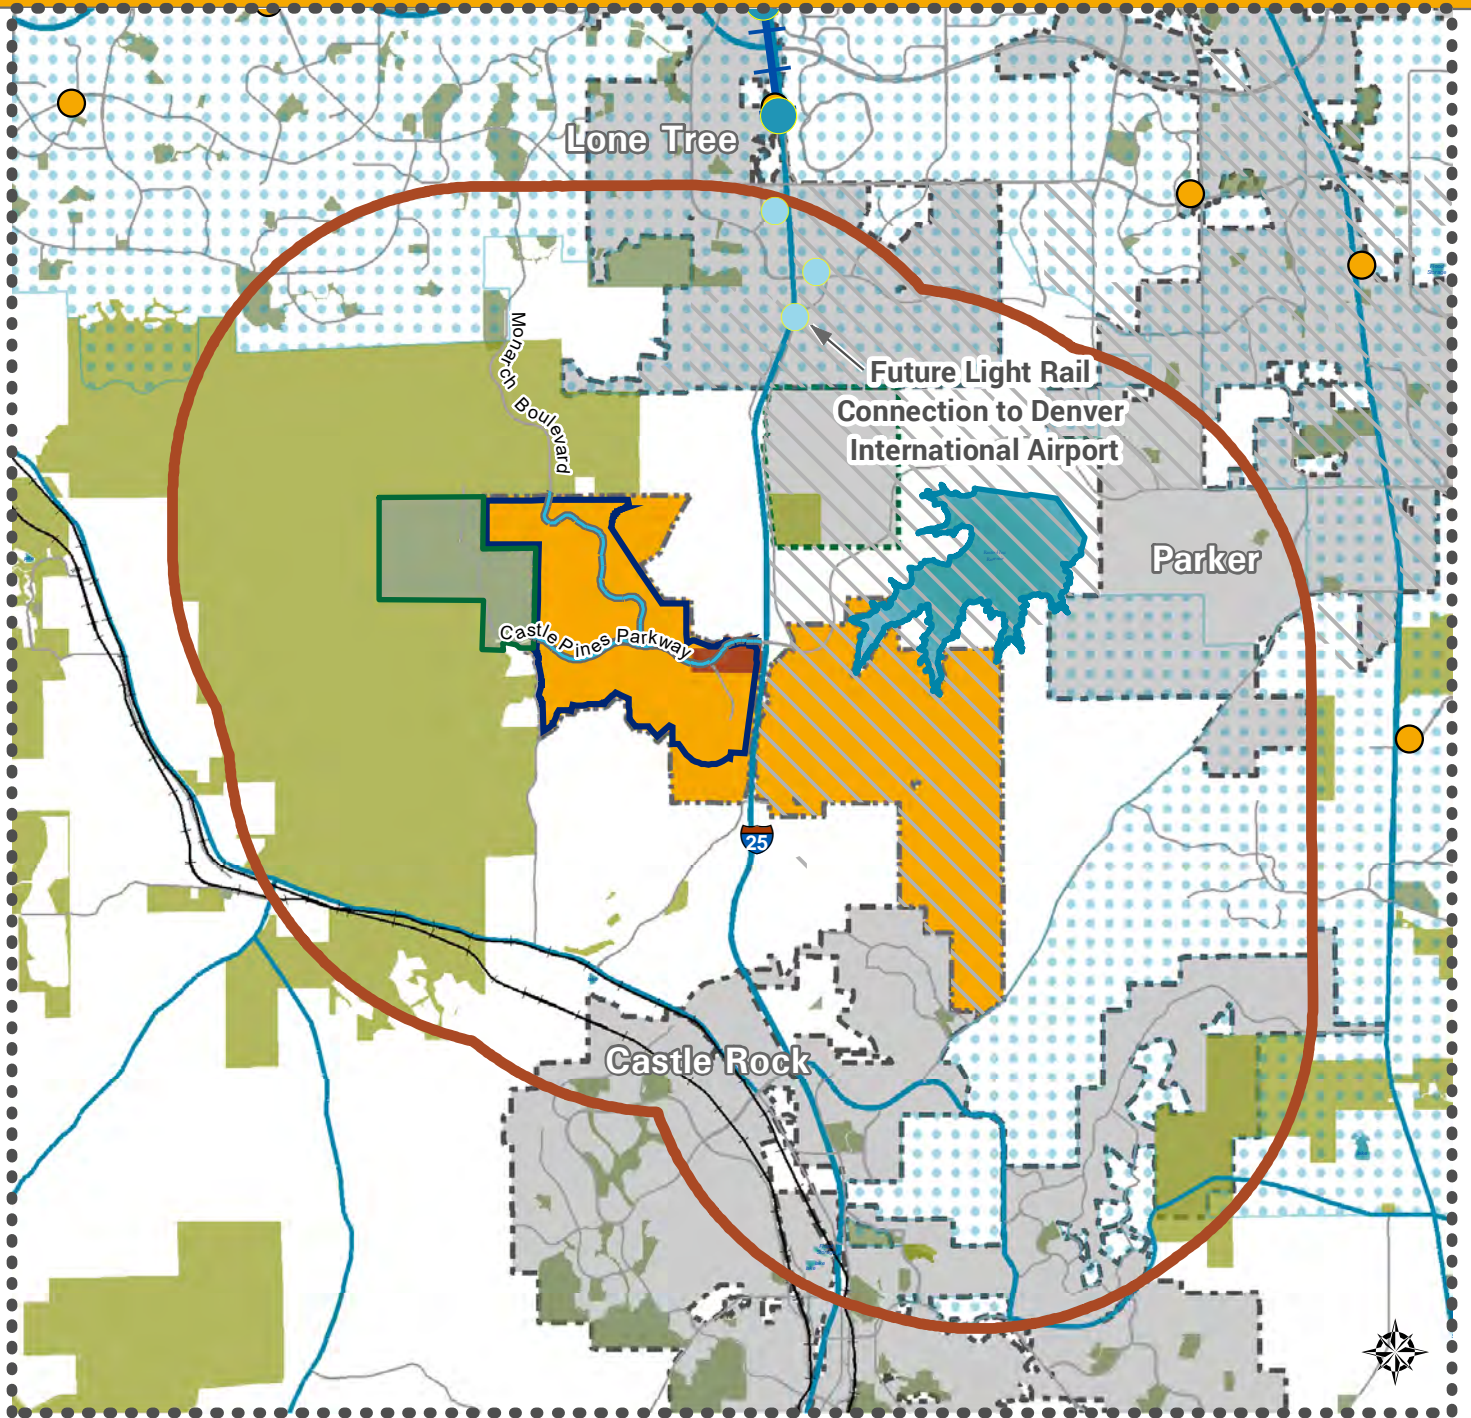 Lone Tree
Monarch Boulevard
Future Light Rail
Connection to Denver
International Airport
Parker
Castle Pines Parkway
25
Castle Rock